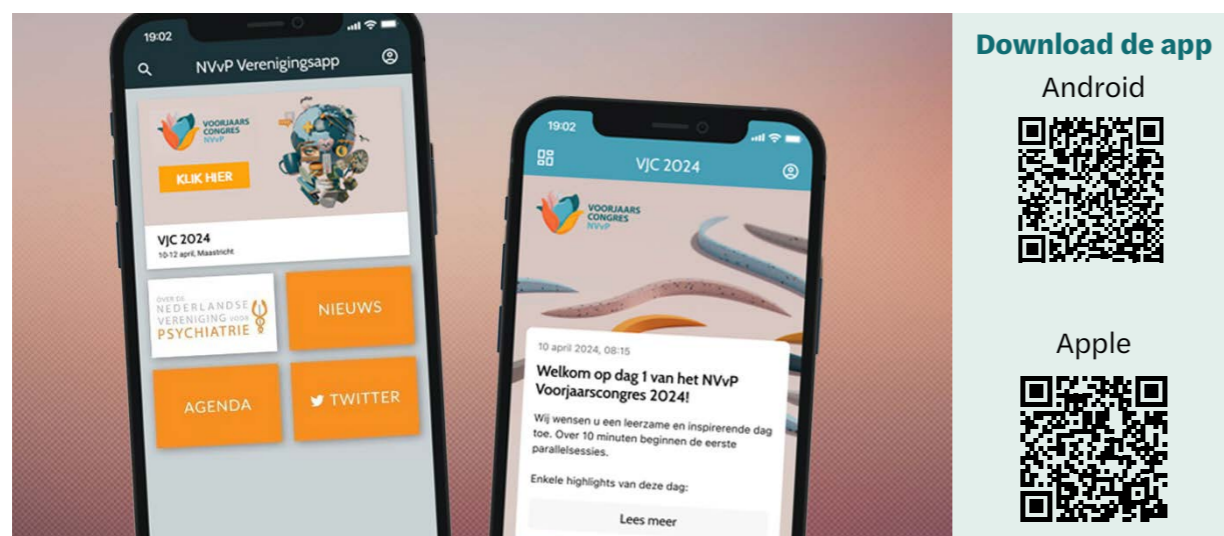 19:02
NVvP Verenigingsapp
VOORJAARS
CONGRES
NVvP
KLIK HIER
VJC 2024
10-12 april, Maastricht
OVER DE
NEDERLANDSE
VERENIGING VOOR
PSYCHIATRIE
NIEUWS
AGENDA
TWITTER
19:02
VJC 2024
VOORJAARS
CONGRES
NVvP
10 april 2024, 08:15
Welkom op dag 1 van het NVvP
Voorjaarscongres 2024!
Wij wensen u een leerzame en inspirerende dag
toe. Over 10 minuten beginnen de eerste
parallelsessies.
Enkele highlights van deze dag:
Lees meer
Download de app
Android
Apple